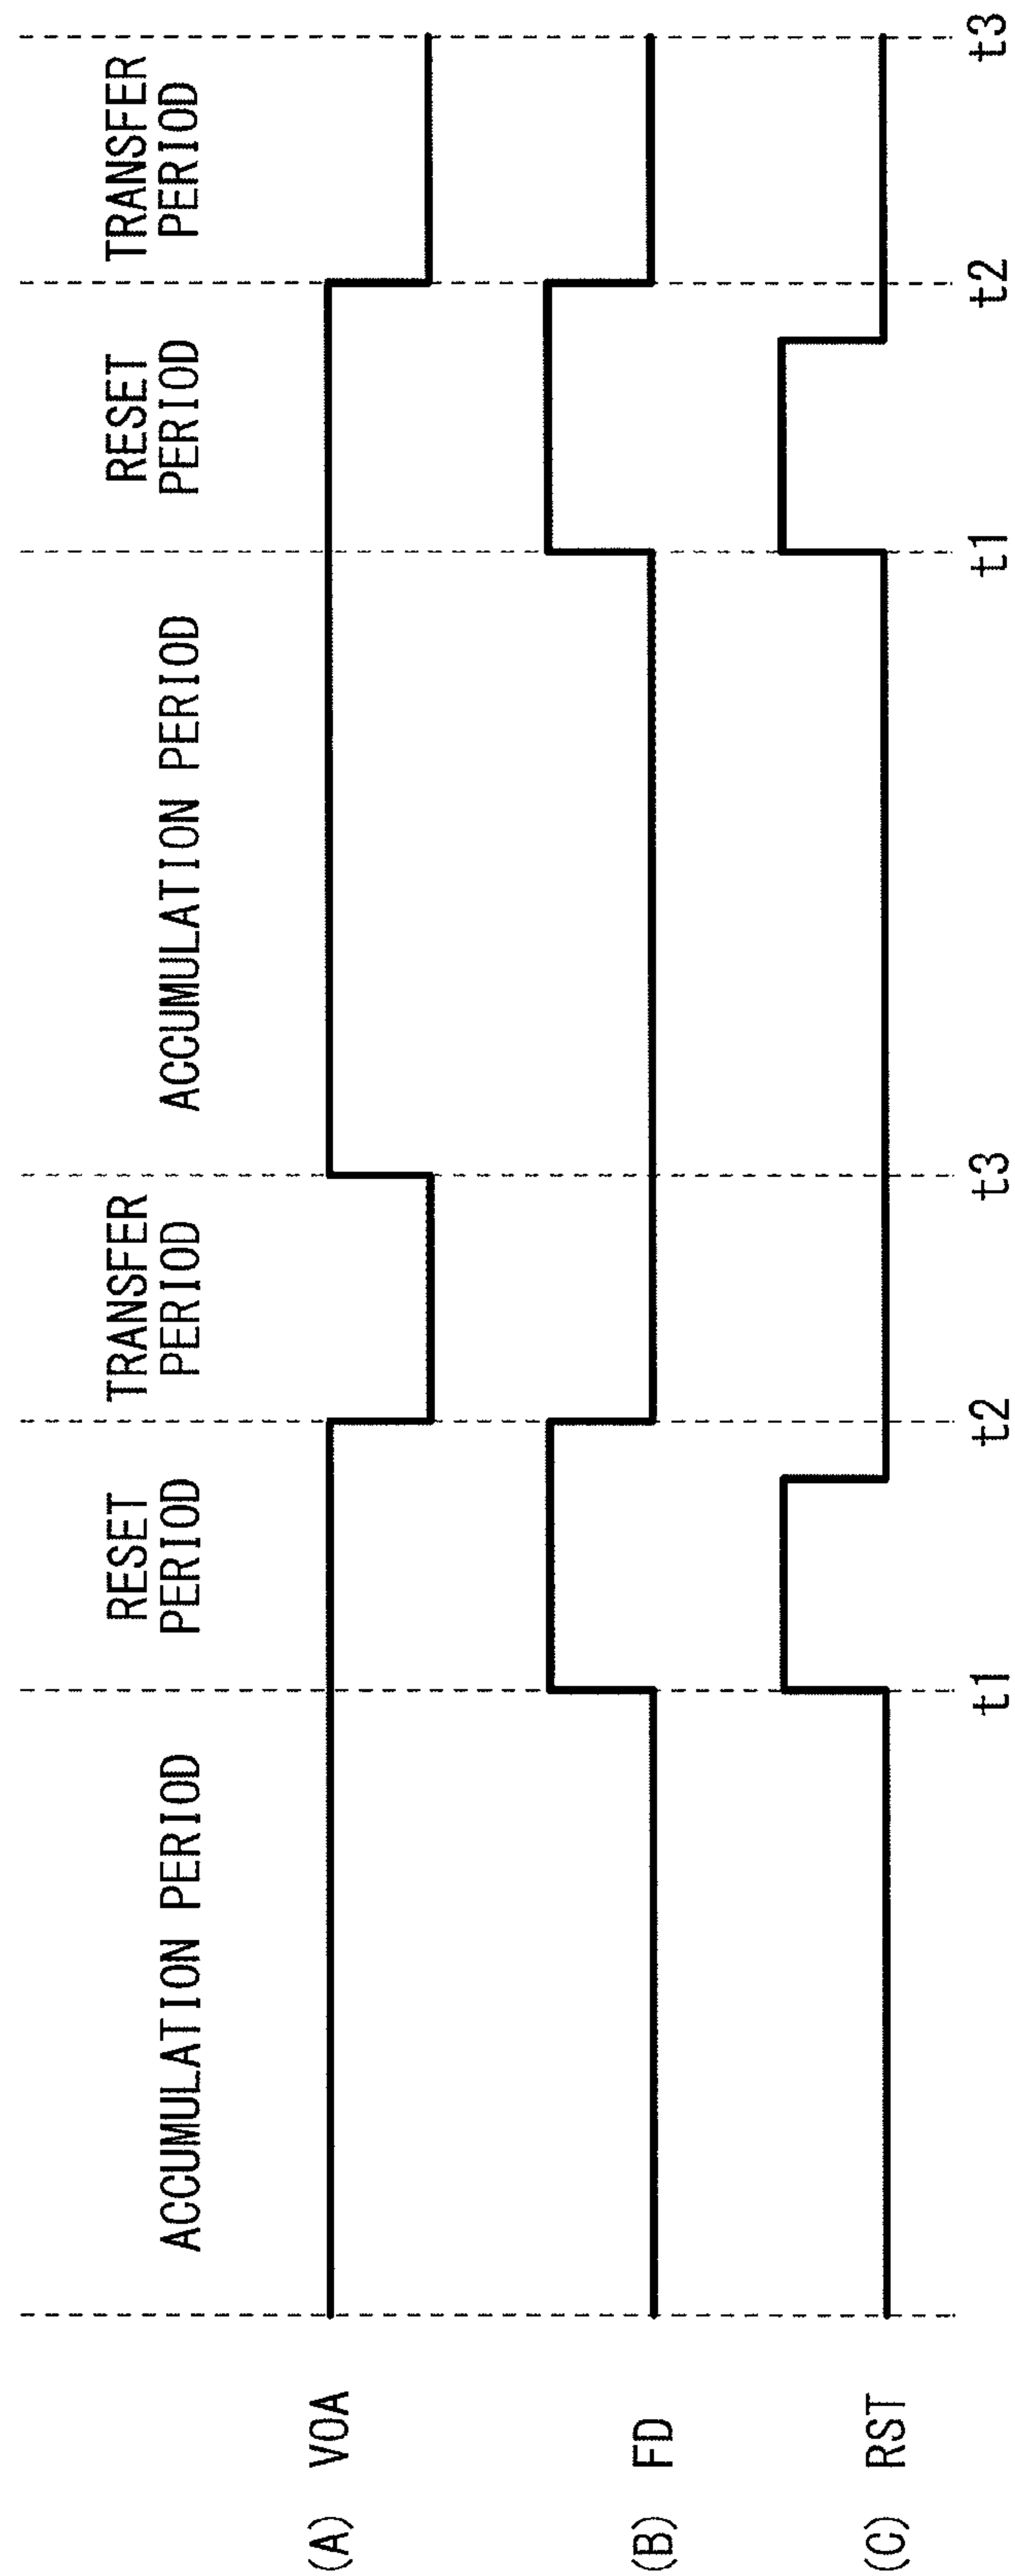 ACCUMULATION PERIOD
RESET
PERIOD
TRANSFER
PERIOD
ACCUMULATION PERIOD
RESET
PERIOD
TRANSFER
PERIOD
(A) VOA
(B) FD
(C) RST
t1
t2
t3
t1
t2
t3